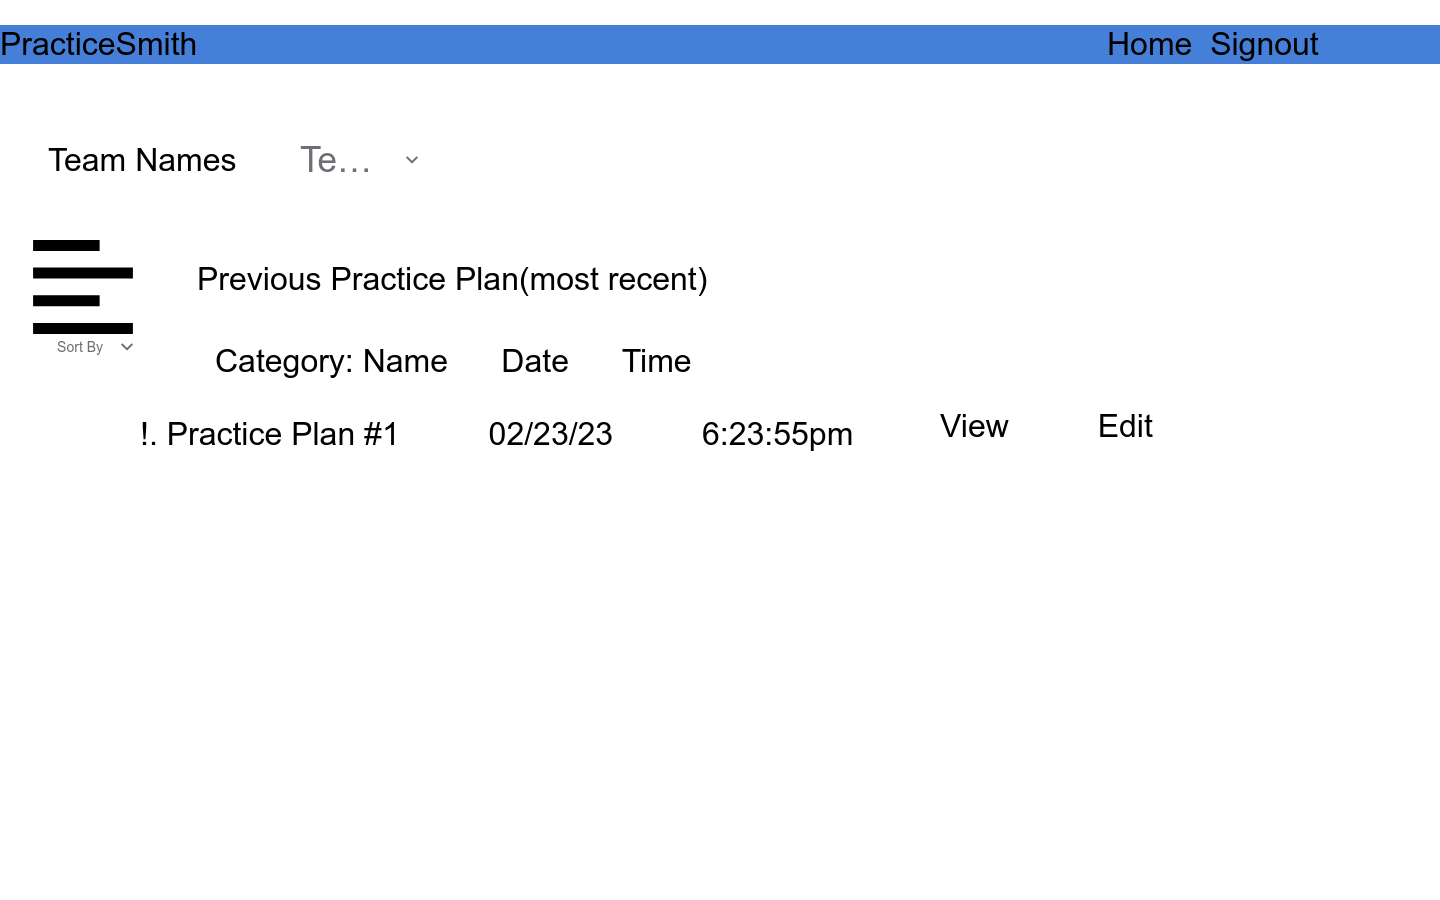 PracticeSmith Home Signout
Team Names Te...
Previous Practice Plan(most recent)
Sort By
Category: Name Date Time
!. Practice Plan #1 02/23/23 6:23:55pm View Edit